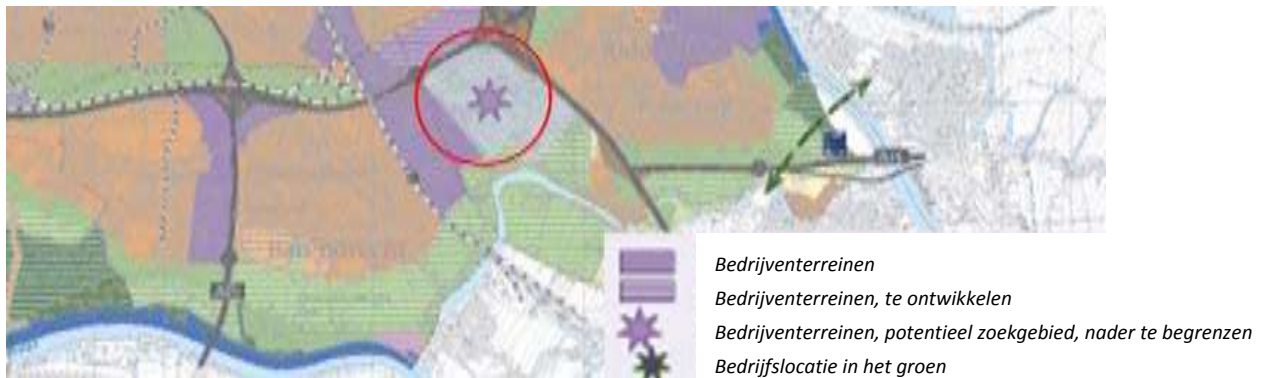 Bedrijventerreinen
Bedrijventerreinen, te ontwikkelen
Bedrijventerreinen, potentieel zoekgebied, nader te begrenzen
Bedrijfslocatie in het groen